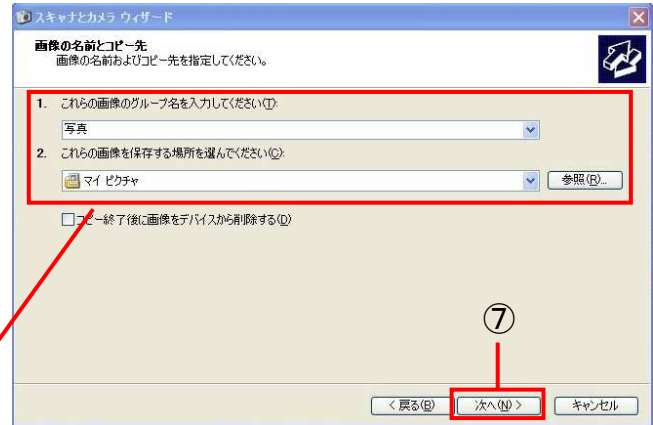 スキャナとカメラ ウィザード
画像の名前とコピー先
画像の名前およびコピー先を指定してください。
1. これらの画像のグループ名を入力してください(T):
写真
2. これらの画像を保存する場所を選んでください(C):
マイ ピクチャ
参照(R)...
コピー終了後に画像をデバイスから削除する(D)
⑦
< 戻る(B) 次へ(N) > キャンセル